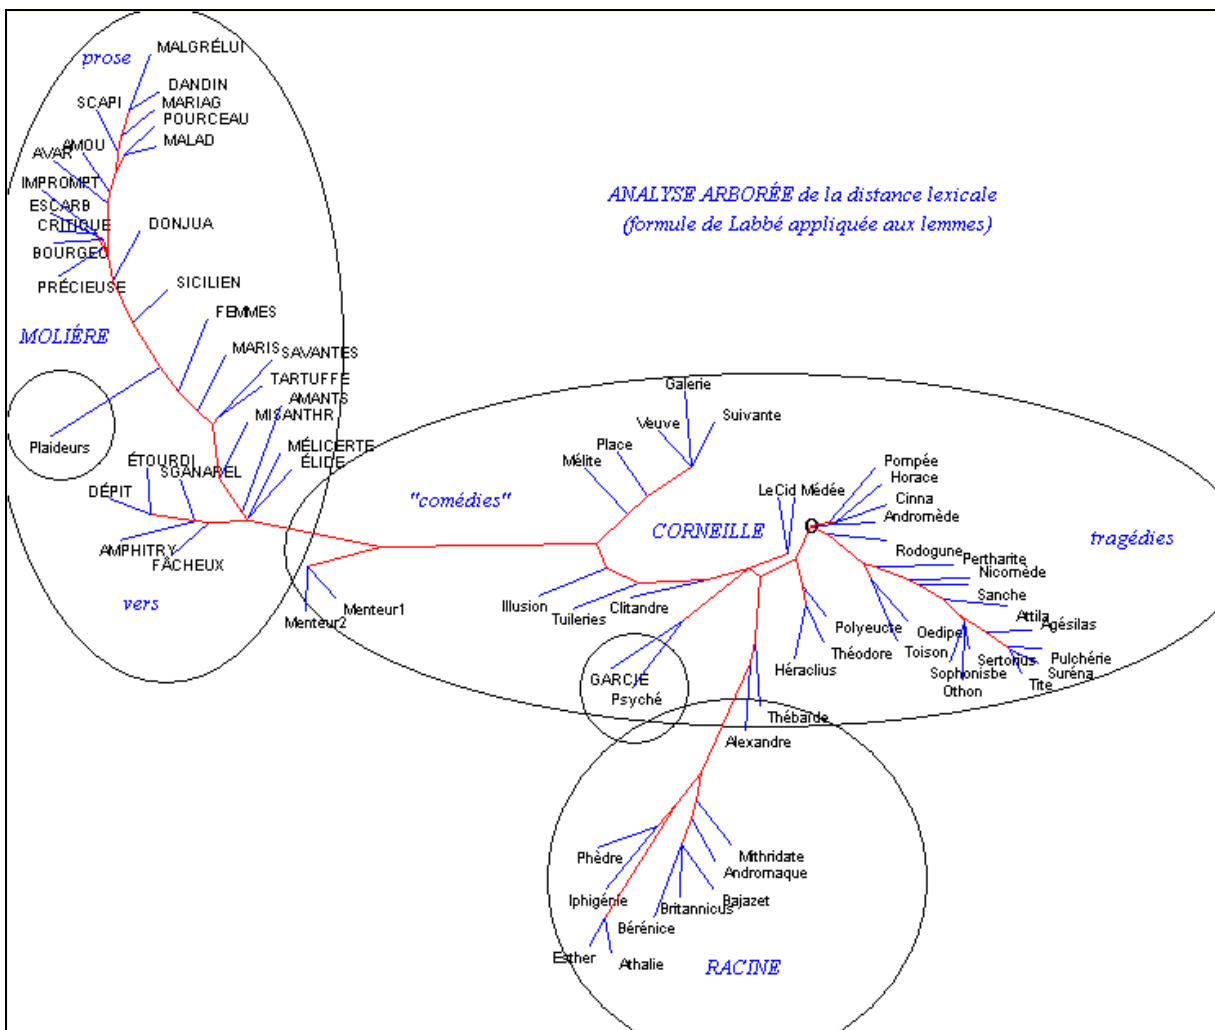 prose
MALGRÉLUI
DANDIN
SCAPI
MARIAG
POURCEAU
MALAD
AMOU
AVAR
IMPROMPT
ESCARB
CRITIQUE
DONJUA
BOURGEO
PRÉCIEUSE
SICILIEN
ANALYSE ARBORÉE de la distance lexicale
(formule de Labbé appliquée aux lemmes)
FEMMES
MOLIÉRE
MARIS
SAVANTES
TARTUFFE
AMANTS
MISANTHR
MÉLICERTE
ÉLIDE
Plaideurs
ÉTOURDI
SGANAREL
DÉPIT
AMPHITRY
FÂCHEUX
vers
Menteur1
Menteur2
"comédies"
Galerie
Veuve
Suivante
Place
Mélite
CORNEILLE
LeCid
Médée
Pompée
Horace
Cinna
Andromède
tragédies
Rodogune
Pertharite
Nicomède
Sanche
Attila
Agésilas
Illusion
Tuileries
Clitandre
Polyeucte
Oedipe
Théodore
Toison
Héraclius
Sertorius
Pulchérie
Sophonisbe
Suréna
Othon
Tite
GARCIE
Psyché
Thébaïde
Alexandre
Phèdre
Mithridate
Andromaque
Iphigénie
Bajazet
Britannicus
Bérénice
Esther
Athalie
RACINE
O